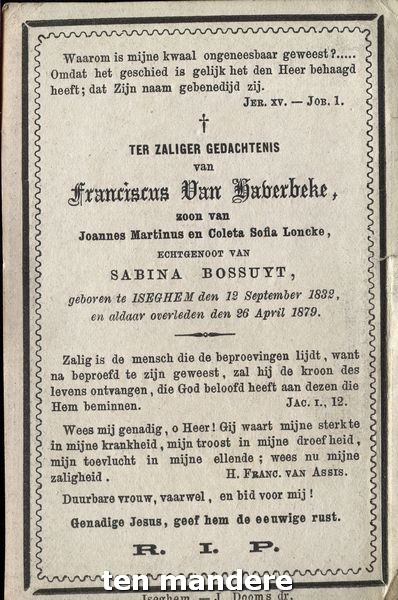 Waarom is mijne kwaal ongeneesbaar geweest?.....
Omdat het geschied is gelijk het den Heer behaagd
heeft; dat Zijn naam gebenedijd zij.
Jer. xv. — Job. 1.
†
TER ZALIGER GEDACHTENIS
van
Franciscus Van Haverbeke,
zoon van
Joannes Martinus en Coleta Sofia Loncke,
ECHTGENOOT VAN
SABINA BOSSUYT,
geboren te ISEGHEM den 12 September 1832,
en aldaar overleden den 26 April 1879.
Zalig is de mensch die de beproevingen lijdt, want
na beproefd te zijn geweest, zal hij de kroon des
levens ontvangen, die God beloofd heeft aan dezen die
Hem beminnen. Jac. I., 12.
Wees mij genadig, o Heer! Gij waart mijne sterkte
in mijne krankheid, mijn troost in mijne droefheid,
mijn toevlucht in mijne ellende; wees nu mijne
zaligheid. H. Franc. van Assis.
Duurbare vrouw, vaarwel, en bid voor mij!
Genadige Jesus, geef hem de eeuwige rust.
R. I. P.
ten mandere
Iseghem. — J. Dooms dr,